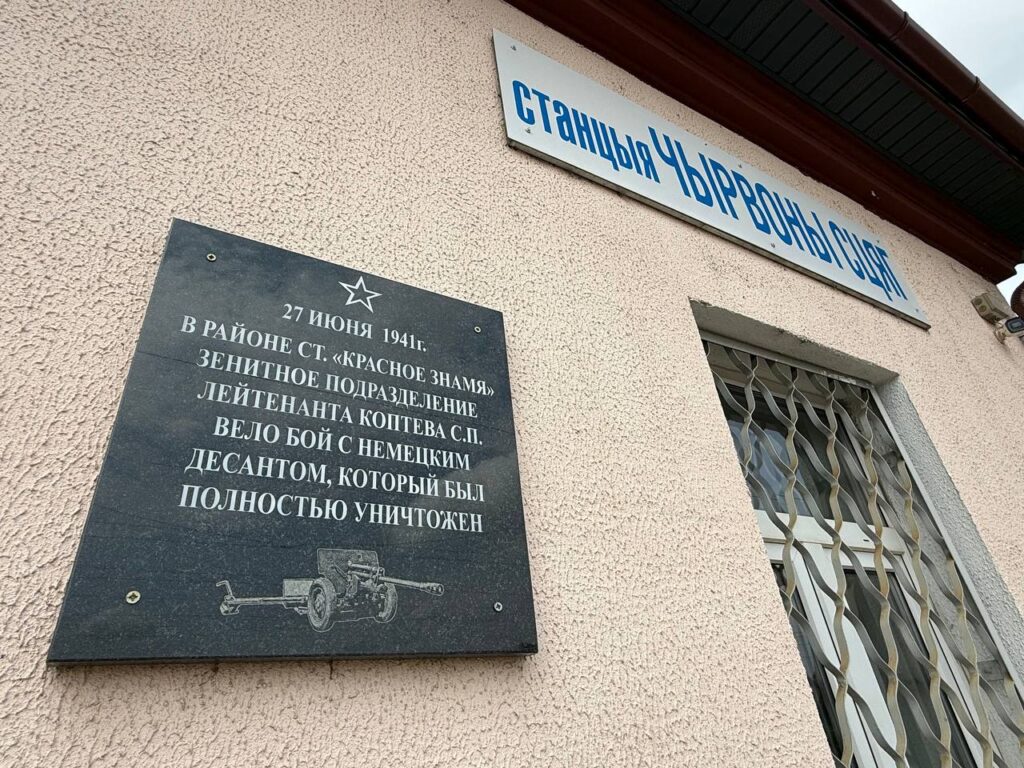 станцыя ЧЫРВОНЫ СЦЯГ
27 ИЮНЯ 1941г.
В РАЙОНЕ СТ. «КРАСНОЕ ЗНАМЯ»
ЗЕНИТНОЕ ПОДРАЗДЕЛЕНИЕ
ЛЕЙТЕНАНТА КОПТЕВА С.П.
ВЕЛО БОЙ С НЕМЕЦКИМ
ДЕСАНТОМ, КОТОРЫЙ БЫЛ
ПОЛНОСТЬЮ УНИЧТОЖЕН